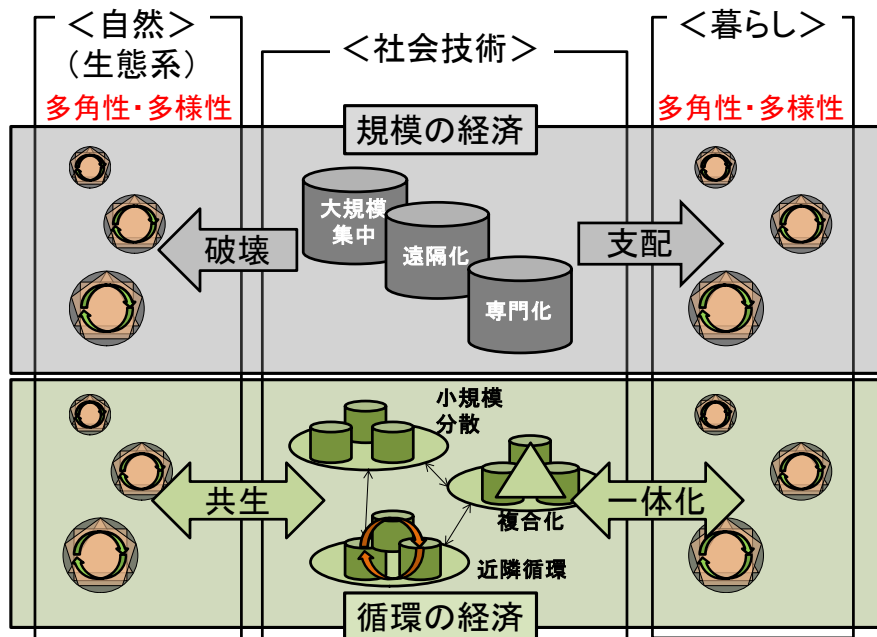 ＜自然＞
（生態系）
多角性・多様性
＜社会技術＞
＜暮らし＞
多角性・多様性
規模の経済
大規模
集中
遠隔化
専門化
破壊
支配
小規模
分散
複合化
近隣循環
共生
一体化
循環の経済